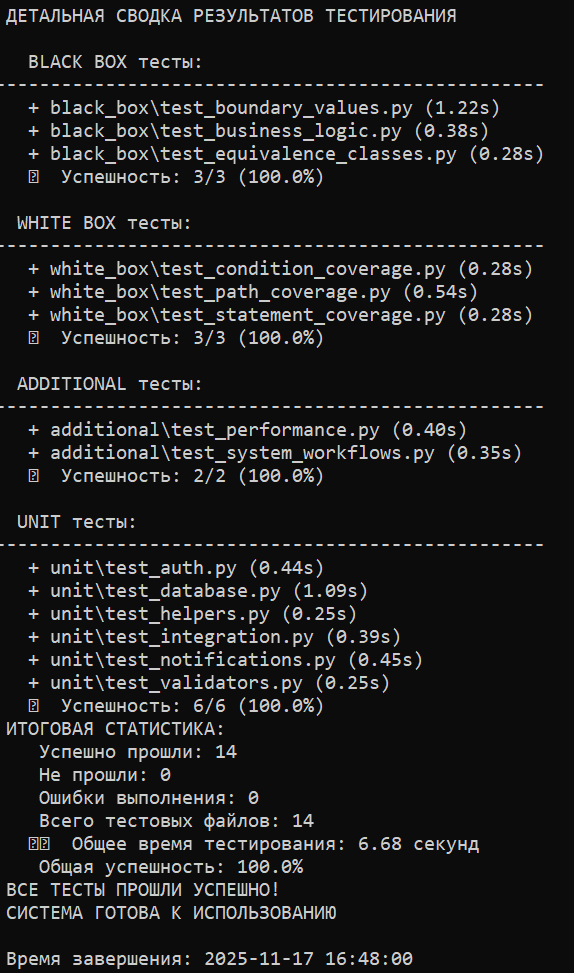 ДЕТАЛЬНАЯ СВОДКА РЕЗУЛЬТАТОВ ТЕСТИРОВАНИЯ
BLACK BOX тесты:
--------------------------------------------------
+ black_box\test_boundary_values.py (1.22s)
+ black_box\test_business_logic.py (0.38s)
+ black_box\test_equivalence_classes.py (0.28s)
Успешность: 3/3 (100.0%)
WHITE BOX тесты:
--------------------------------------------------
+ white_box\test_condition_coverage.py (0.28s)
+ white_box\test_path_coverage.py (0.54s)
+ white_box\test_statement_coverage.py (0.28s)
Успешность: 3/3 (100.0%)
ADDITIONAL тесты:
--------------------------------------------------
+ additional\test_performance.py (0.40s)
+ additional\test_system_workflows.py (0.35s)
Успешность: 2/2 (100.0%)
UNIT тесты:
--------------------------------------------------
+ unit\test_auth.py (0.44s)
+ unit\test_database.py (1.09s)
+ unit\test_helpers.py (0.25s)
+ unit\test_integration.py (0.39s)
+ unit\test_notifications.py (0.45s)
+ unit\test_validators.py (0.25s)
Успешность: 6/6 (100.0%)
ИТОГОВАЯ СТАТИСТИКА:
Успешно прошли: 14
Не прошли: 0
Ошибки выполнения: 0
Всего тестовых файлов: 14
Общее время тестирования: 6.68 секунд
Общая успешность: 100.0%
ВСЕ ТЕСТЫ ПРОШЛИ УСПЕШНО!
СИСТЕМА ГОТОВА К ИСПОЛЬЗОВАНИЮ
Время завершения: 2025-11-17 16:48:00